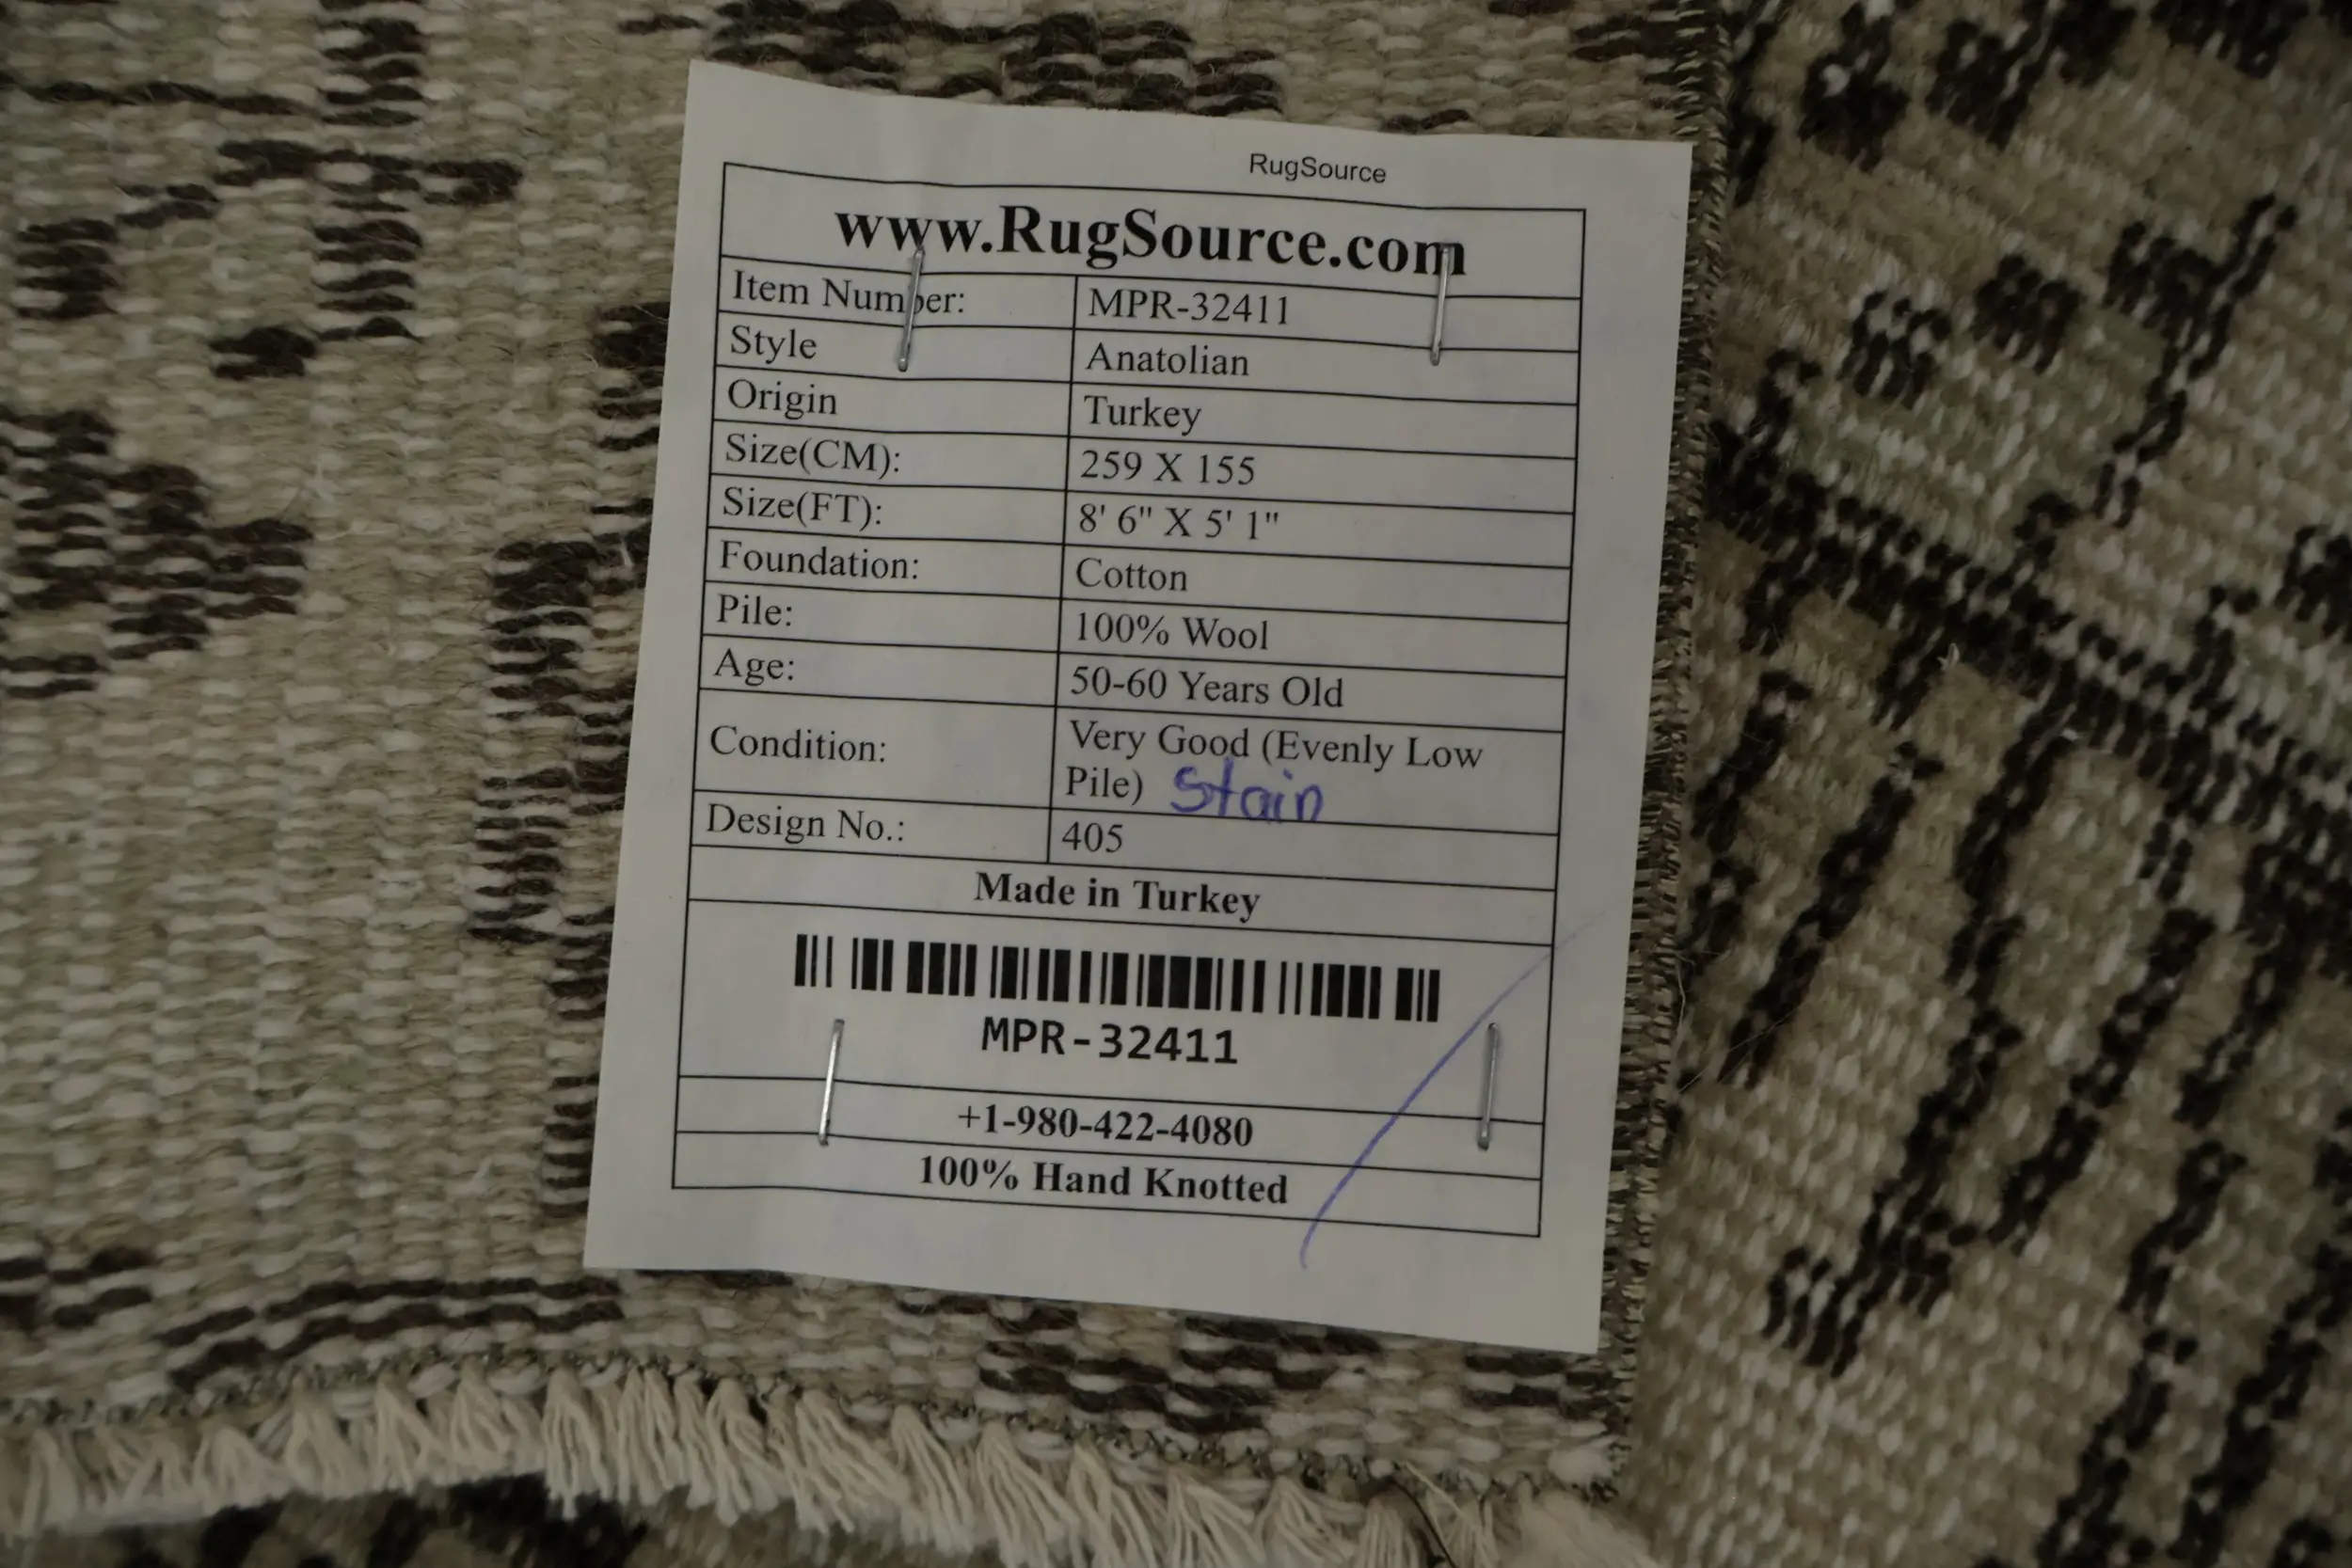 RugSource
www.RugSource.com
Item Number: MPR-32411
Style Anatolian
Origin Turkey
Size(CM): 259 X 155
Size(FT): 8' 6" X 5' 1"
Foundation: Cotton
Pile: 100% Wool
Age: 50-60 Years Old
Condition: Very Good (Evenly Low
Pile) Stain
Design No.: 405
Made in Turkey
MPR-32411
+1-980-422-4080
100% Hand Knotted